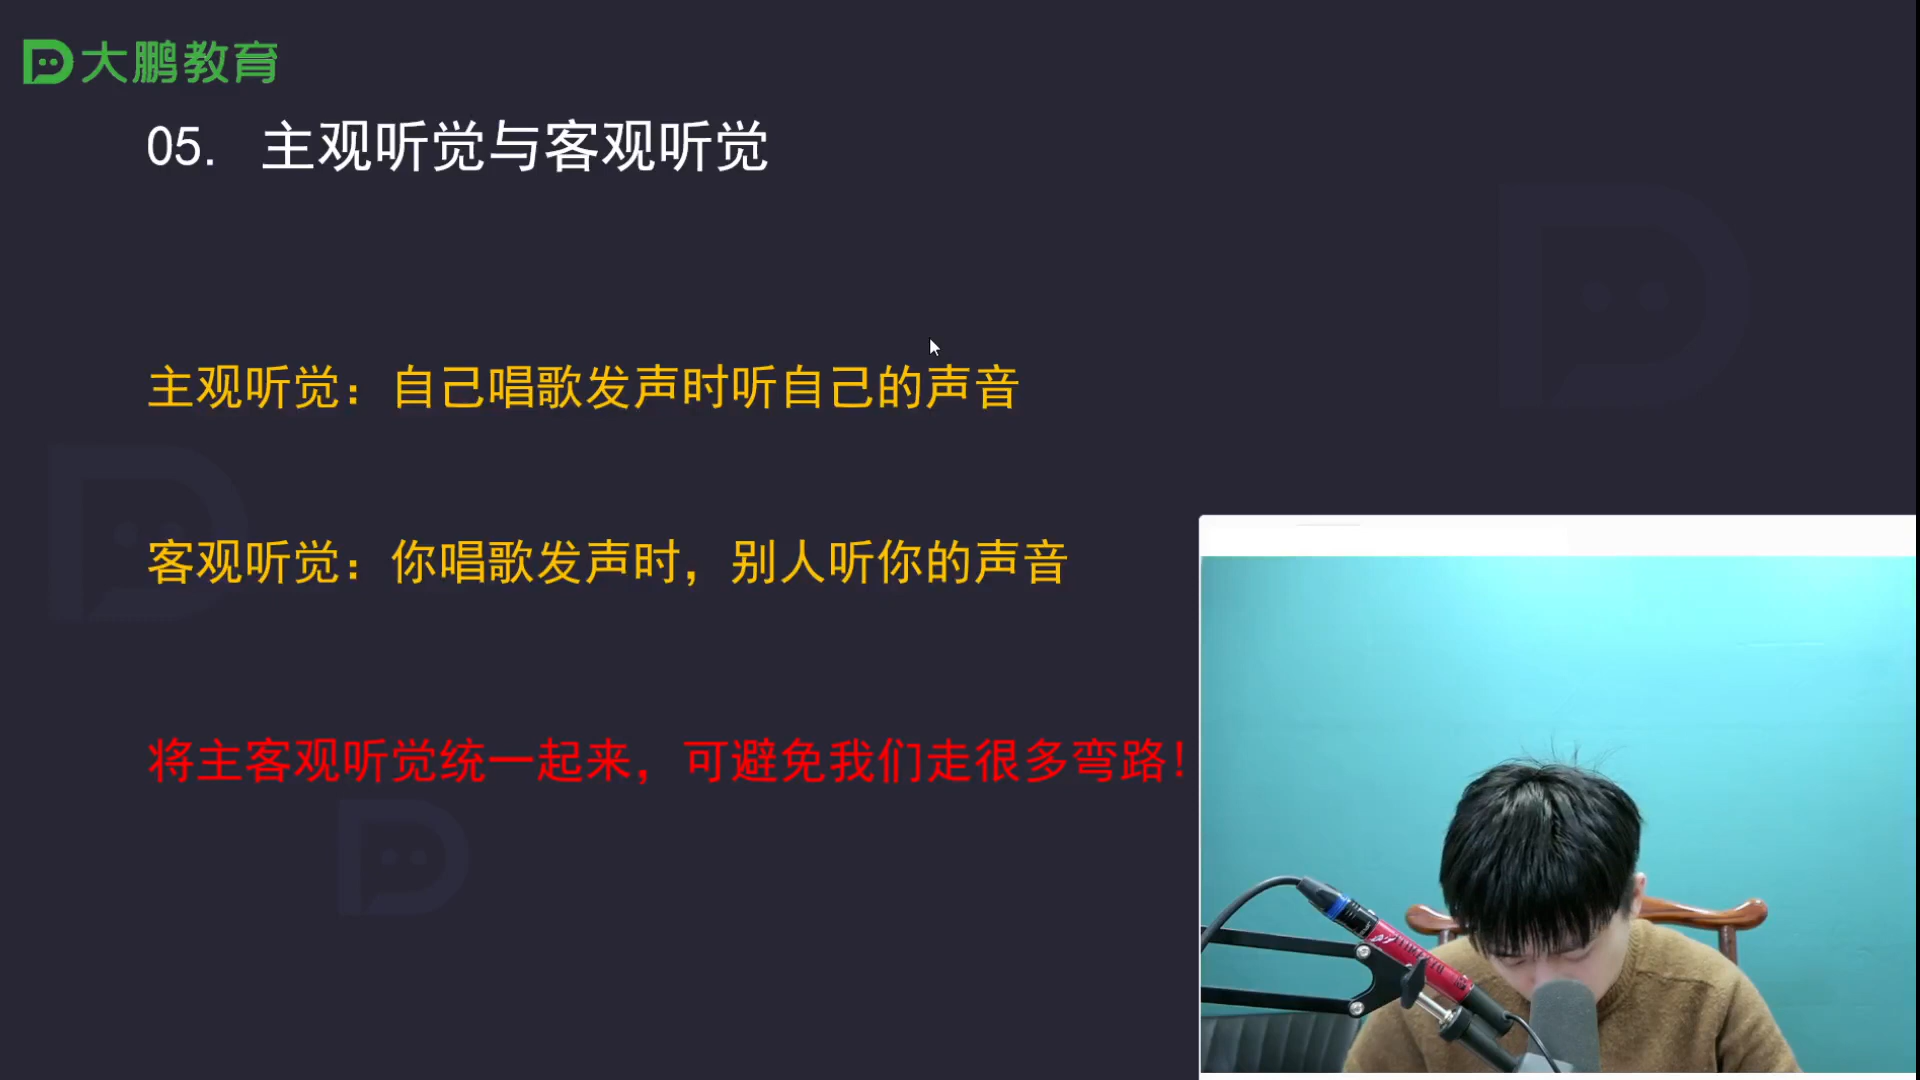 大鹏教育
05. 主观听觉与客观听觉
主观听觉：自己唱歌发声时听自己的声音
客观听觉：你唱歌发声时，别人听你的声音
将主客观听觉统一起来，可避免我们走很多弯路！